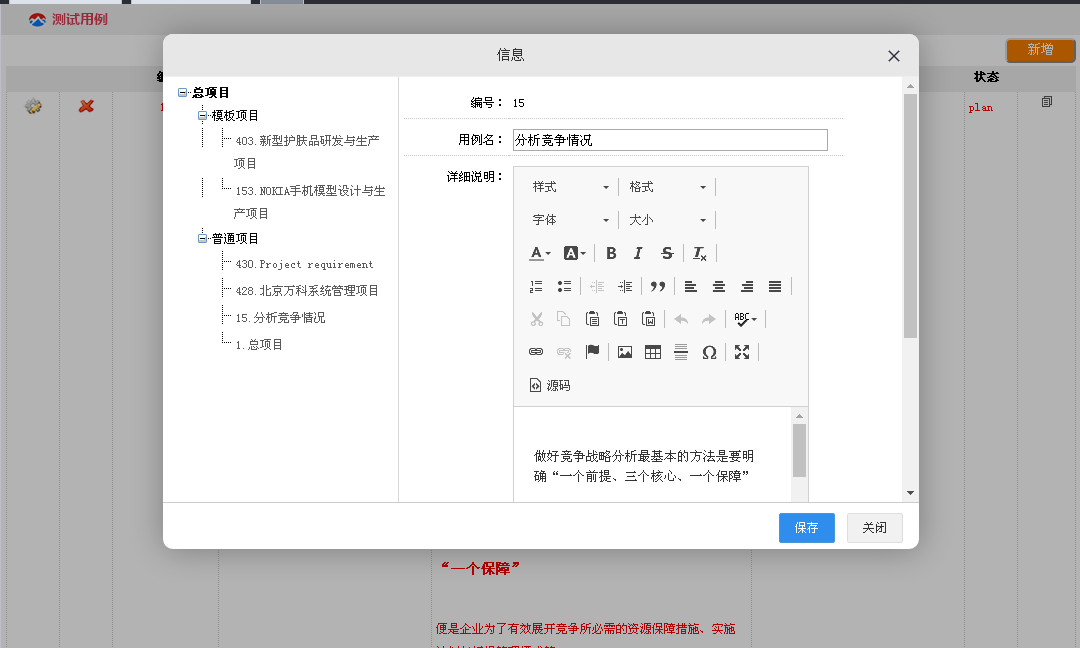 测试用例
新增
状态
plan
信息
总项目
模板项目
403.新型护肤品研发与生产
项目
153.NOKIA手机模型设计与生
产项目
普通项目
430.Project requirement
428.北京万科系统管理项目
15.分析竞争情况
1.总项目
编号： 15
用例名： 分析竞争情况
详细说明：
样式 格式
字体 大小
A A B I S Tx
ABC
源码
做好竞争战略分析最基本的方法是要明
确“一个前提、三个核心、一个保障”
保存 关闭
“一个保障”
便是企业为了有效展开竞争所必需的资源保障措施、实施